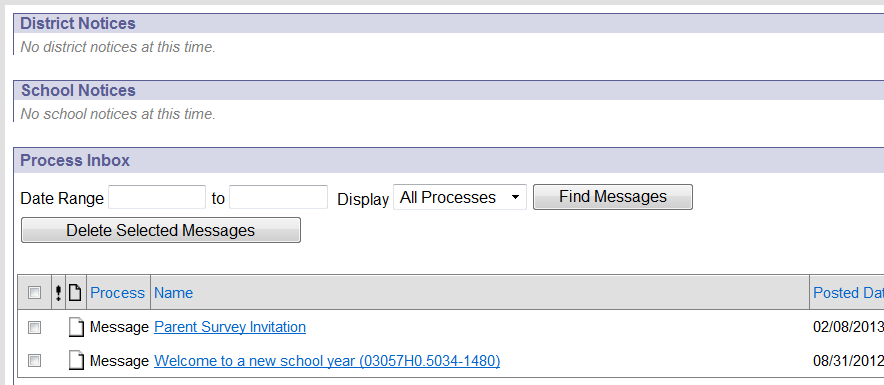 District Notices
No district notices at this time.
School Notices
No school notices at this time.
Process Inbox
Date Range to Display All Processes Find Messages
Delete Selected Messages
! Process Name Posted Dat
Message Parent Survey Invitation 02/08/2013
Message Welcome to a new school year (03057H0.5034-1480) 08/31/2012